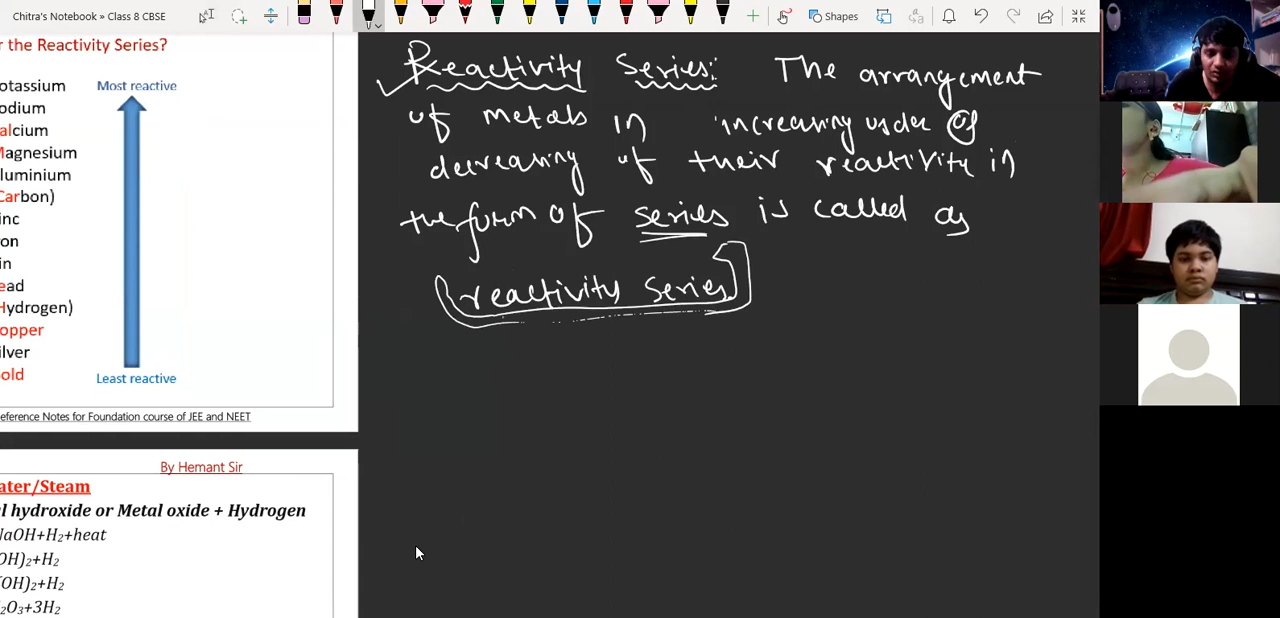 Chitra's Notebook » Class 8 CBSE
Shapes
r the Reactivity Series?
otassium
odium
alcium
Magnesium
luminium
Carbon)
inc
ron
in
ead
ydrogen)
opper
ilver
old
Most reactive
Least reactive
eference Notes for Foundation course of JEE and NEET
By Hemant Sir
ater/Steam
l hydroxide or Metal oxide + Hydrogen
NaOH+H₂+heat
OH)₂+H₂
(OH)₂+H₂
₂O₃+3H₂
Reactivity Series: The arrangement
of metals in increasing order of
decreasing of their reactivity in
the form of series is called as
reactivity series